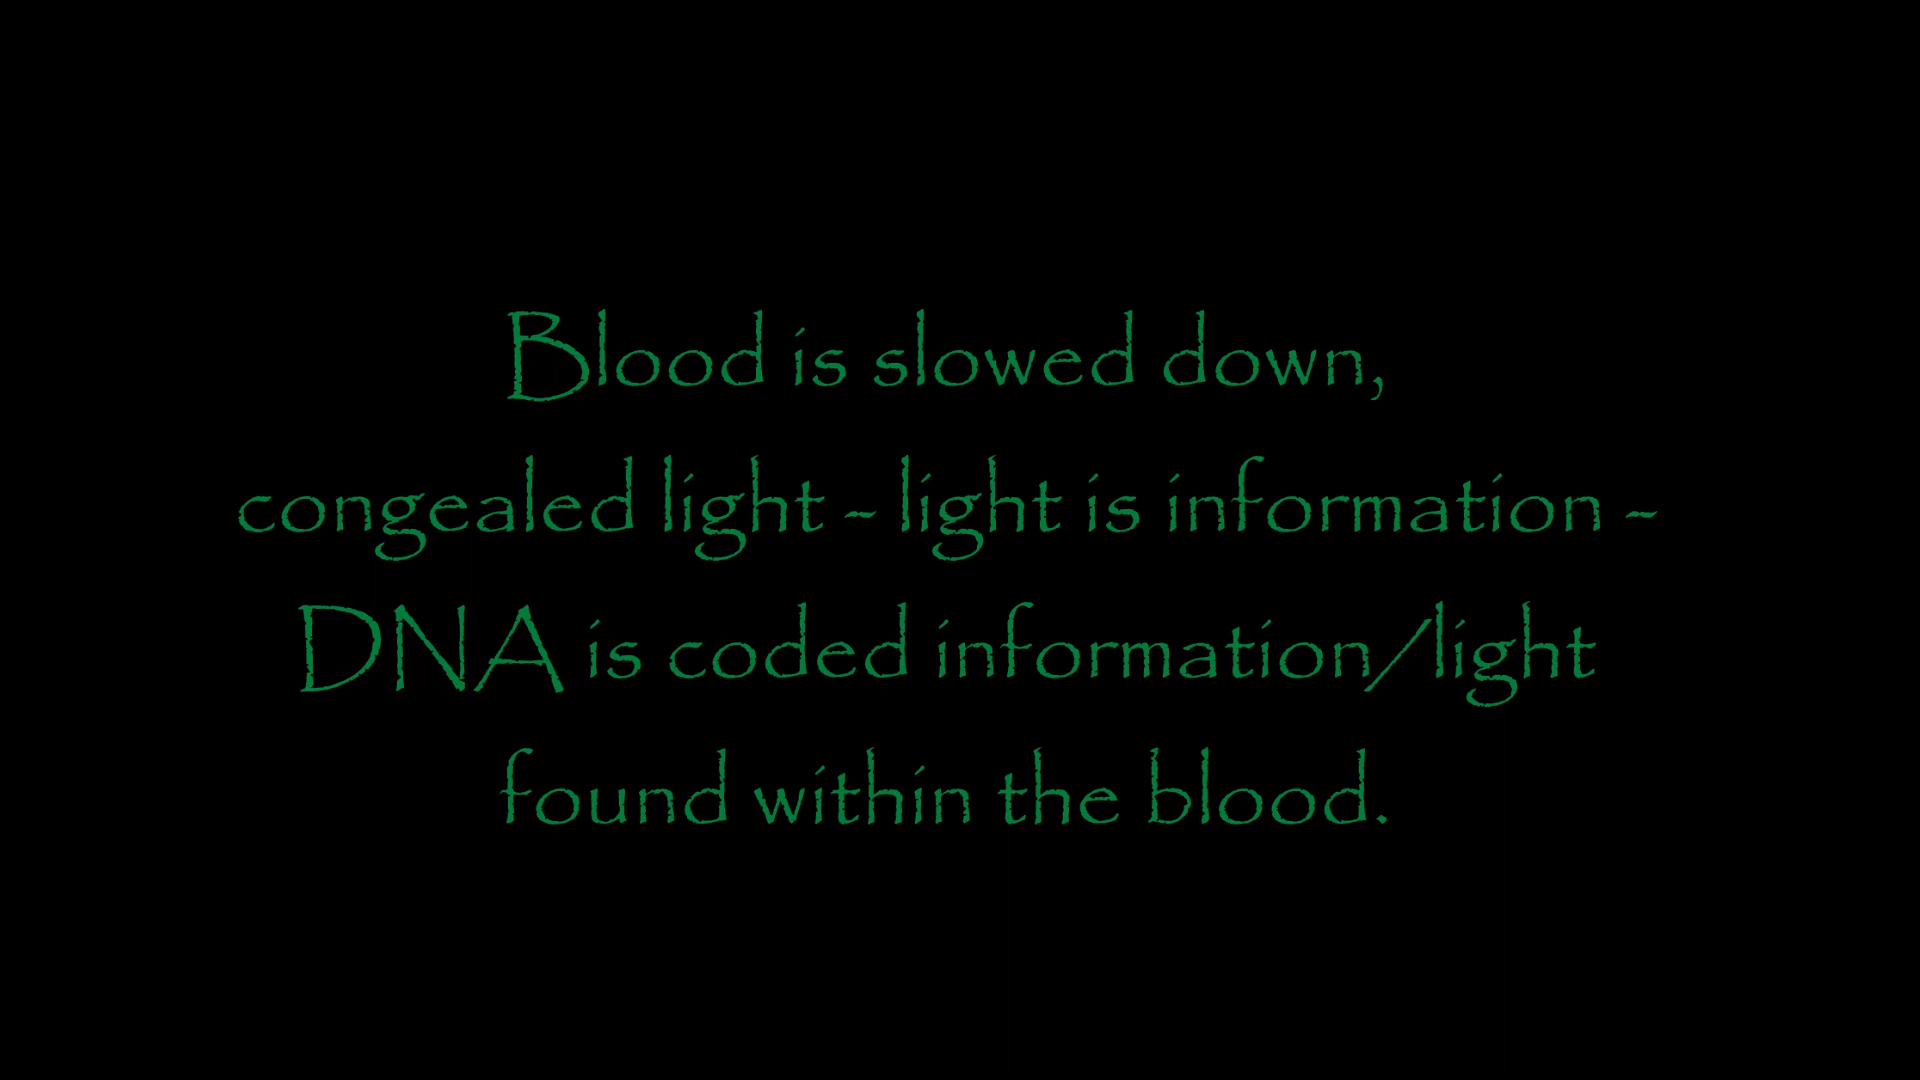 Blood is slowed down,
congealed light - light is information -
DNA is coded information/light
found within the blood.